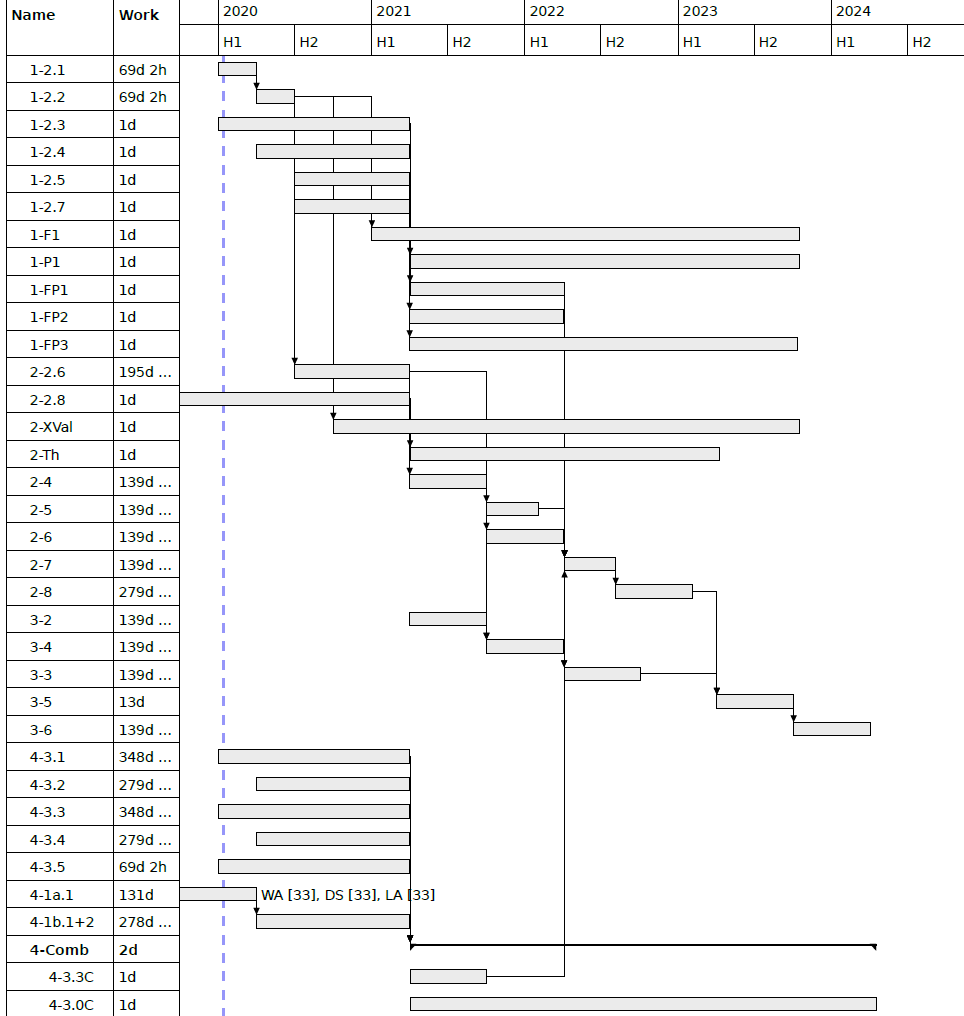 Name Work 2020 2021 2022 2023 2024
H1 H2 H1 H2 H1 H2 H1 H2 H1 H2
1-2.1 69d 2h
1-2.2 69d 2h
1-2.3 1d
1-2.4 1d
1-2.5 1d
1-2.7 1d
1-F1 1d
1-P1 1d
1-FP1 1d
1-FP2 1d
1-FP3 1d
2-2.6 195d ...
2-2.8 1d
2-XVal 1d
2-Th 1d
2-4 139d ...
2-5 139d ...
2-6 139d ...
2-7 139d ...
2-8 279d ...
3-2 139d ...
3-4 139d ...
3-3 139d ...
3-5 13d
3-6 139d ...
4-3.1 348d ...
4-3.2 279d ...
4-3.3 348d ...
4-3.4 279d ...
4-3.5 69d 2h
4-1a.1 131d WA [33], DS [33], LA [33]
4-1b.1+2 278d ...
4-Comb 2d
4-3.3C 1d
4-3.0C 1d